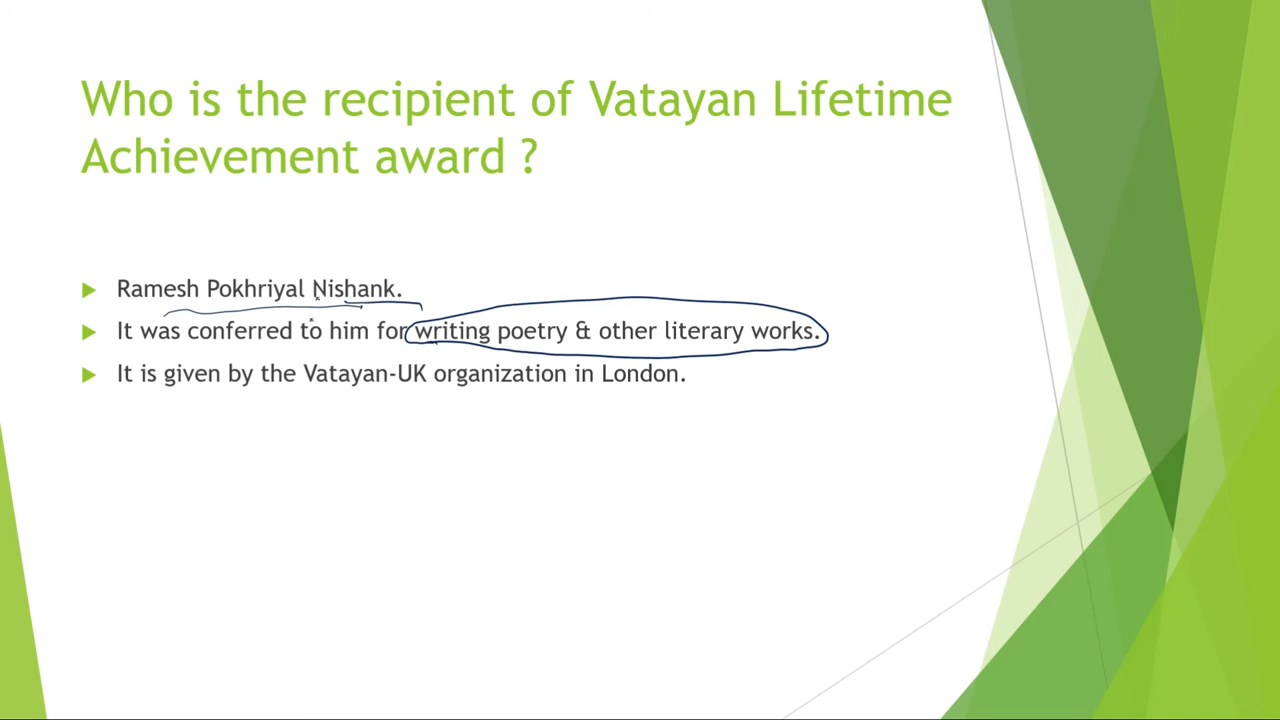 Who is the recipient of Vatayan Lifetime
Achievement award ?
Ramesh Pokhriyal Nishank.
It was conferred to him for writing poetry & other literary works.
It is given by the Vatayan-UK organization in London.